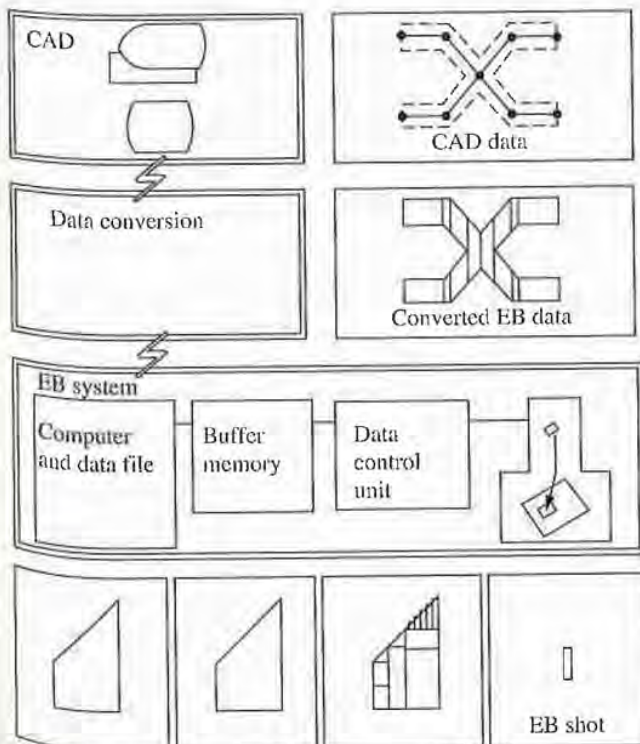 CAD
CAD data
Data conversion
Converted EB data
EB system
Computer
and data file
Buffer
memory
Data
control
unit
EB shot